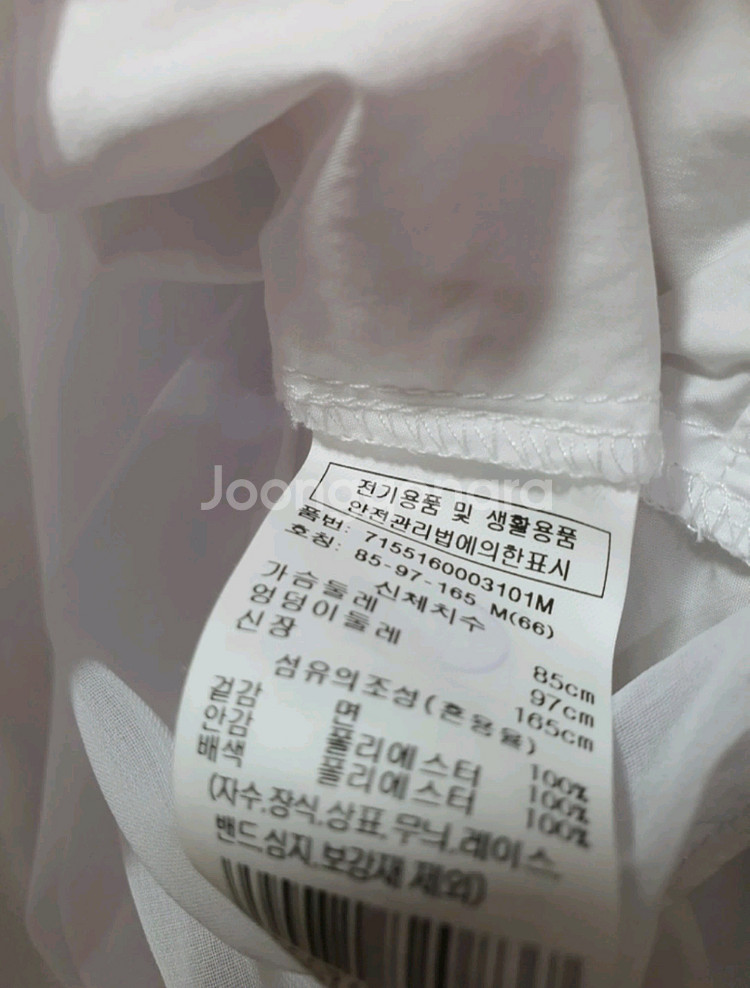 Joongonara
전기용품 및 생활용품
안전관리법에의한표시
품번: 7155160003101M
호칭: 85-97-165 M(66)
신체치수
가슴둘레 85cm
엉덩이둘레 97cm
신장 165cm
섬유의조성(혼용율)
겉감 면 100%
안감 폴리에스터 100%
배색 폴리에스터 100%
(자수,장식,상표,무늬,레이스,
밴드,심지,보강재 제외)